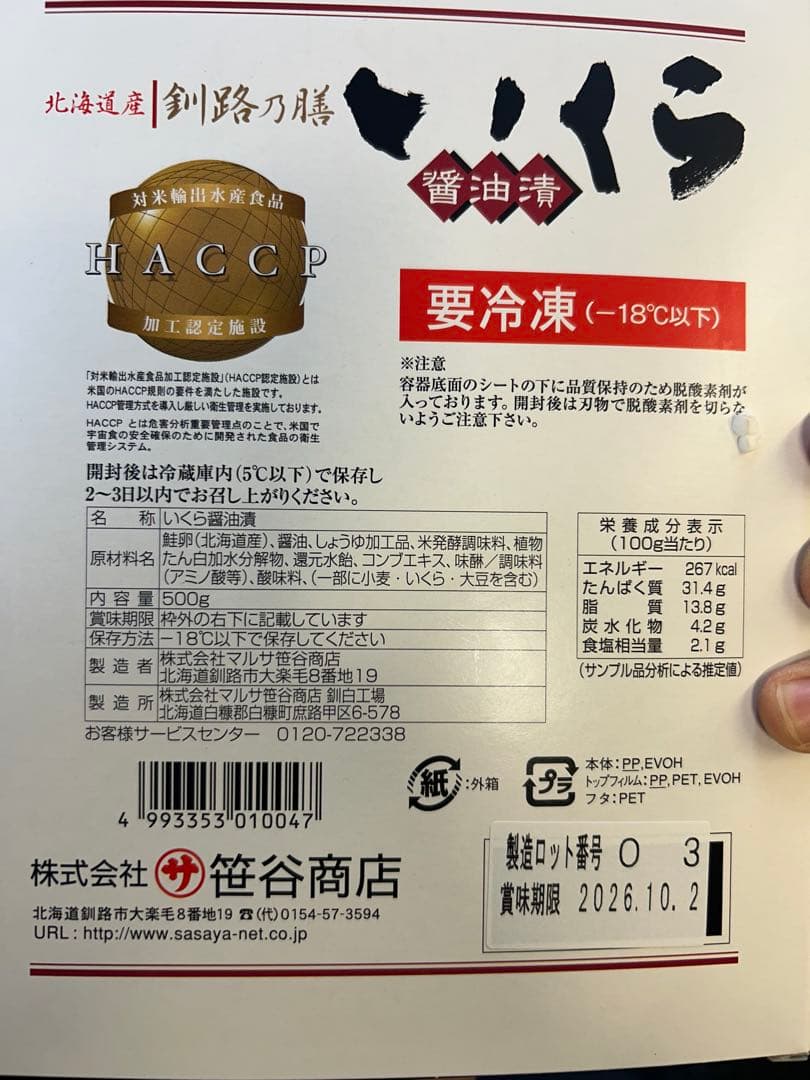 北海道産 釧路乃膳 いくら
醤油漬
対米輸出水産食品
HACCP
加工認定施設
要冷凍(−18℃以下)
※注意
容器底面のシートの下に品質保持のため脱酸素剤が
入っております。開封後は刃物で脱酸素剤を切らな
いようご注意下さい。
「対米輸出水産食品加工認定施設」(HACCP認定施設)とは
米国のHACCP規則の要件を満たした施設です。
HACCP管理方式を導入し厳しい衛生管理を実施しております。
HACCP とは危害分析重要管理点のことで、米国で
宇宙食の安全確保のために開発された食品の衛生
管理システム。
開封後は冷蔵庫内(5℃以下)で保存し
2〜3日以内でお召し上がりください。
名称 いくら醤油漬
原材料名 鮭卵(北海道産)、醤油、しょうゆ加工品、米発酵調味料、植物
たん白加水分解物、還元水飴、コンブエキス、味醂／調味料
(アミノ酸等)、酸味料、(一部に小麦・いくら・大豆を含む)
内容量 500g
賞味期限 枠外の右下に記載しています
保存方法 −18℃以下で保存してください
製造者 株式会社マルサ笹谷商店
北海道釧路市大楽毛8番地19
製造所 株式会社マルサ笹谷商店 釧白工場
北海道白糠郡白糠町庶路甲区6-578
お客様サービスセンター 0120-722338
栄養成分表示
(100g当たり)
エネルギー 267kcal
たんぱく質 31.4g
脂質 13.8g
炭水化物 4.2g
食塩相当量 2.1g
(サンプル品分析による推定値)
紙:外箱
プラ
本体:PP,EVOH
トップフィルム:PP,PET,EVOH
フタ:PET
4 993353 010047
株式会社 サ 笹谷商店
北海道釧路市大楽毛8番地19 ☎(代)0154-57-3594
URL:http://www.sasaya-net.co.jp
製造ロット番号 O 3
賞味期限 2026.10.2